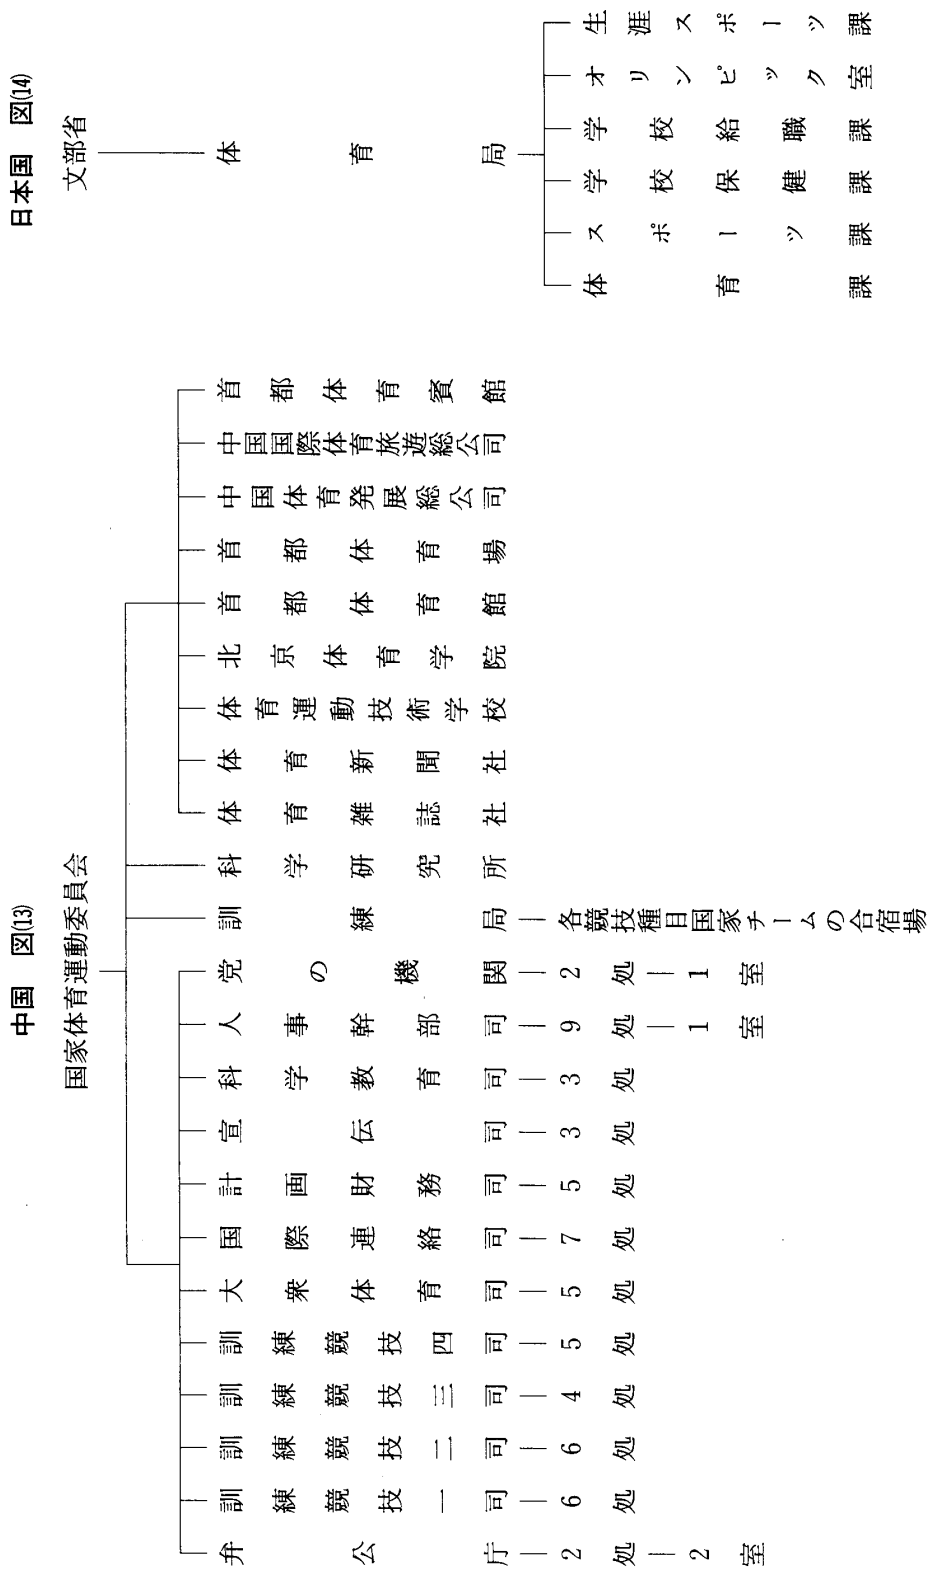 中国 図(13)
国家体育運動委員会
弁公庁―2処―2室
訓練競技一司―6処
訓練競技二司―6処
訓練競技三司―4処
訓練競技四司―5処
大衆体育司―5処
国際連絡司―7処
計画財務司―5処
宣伝司―3処
科学教育司―3処
人事幹部司―9処―1室
党の機関―2処―1室
訓練局―各競技種目国家チームの合宿場
科学研究所
体育雑誌社
体育新聞社
体育運動技術学校
北京体育学院
首都体育館
首都体育場
中国体育発展総公司
中国国際体育旅遊総公司
首都体育賓館
日本国 図(14)
文部省
体育局
体育課
スポーツ課
学校保健課
学校給職課
オリンピック室
生涯スポーツ課